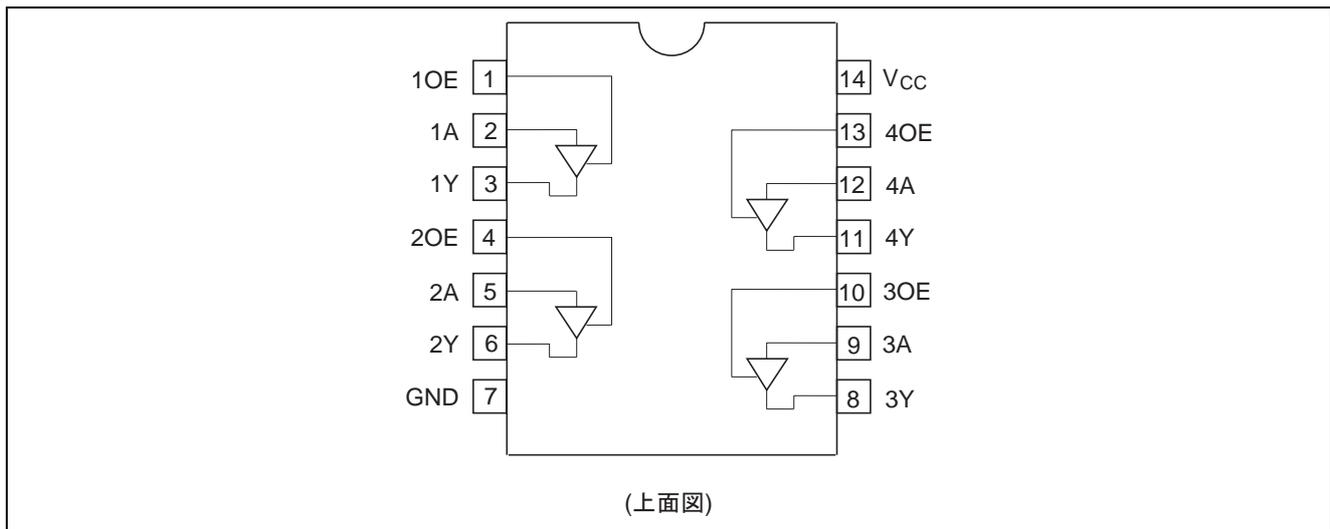 1OE 1
1A 2
1Y 3
2OE 4
2A 5
2Y 6
GND 7
14 VCC
13 4OE
12 4A
11 4Y
10 3OE
9 3A
8 3Y
(上面図)